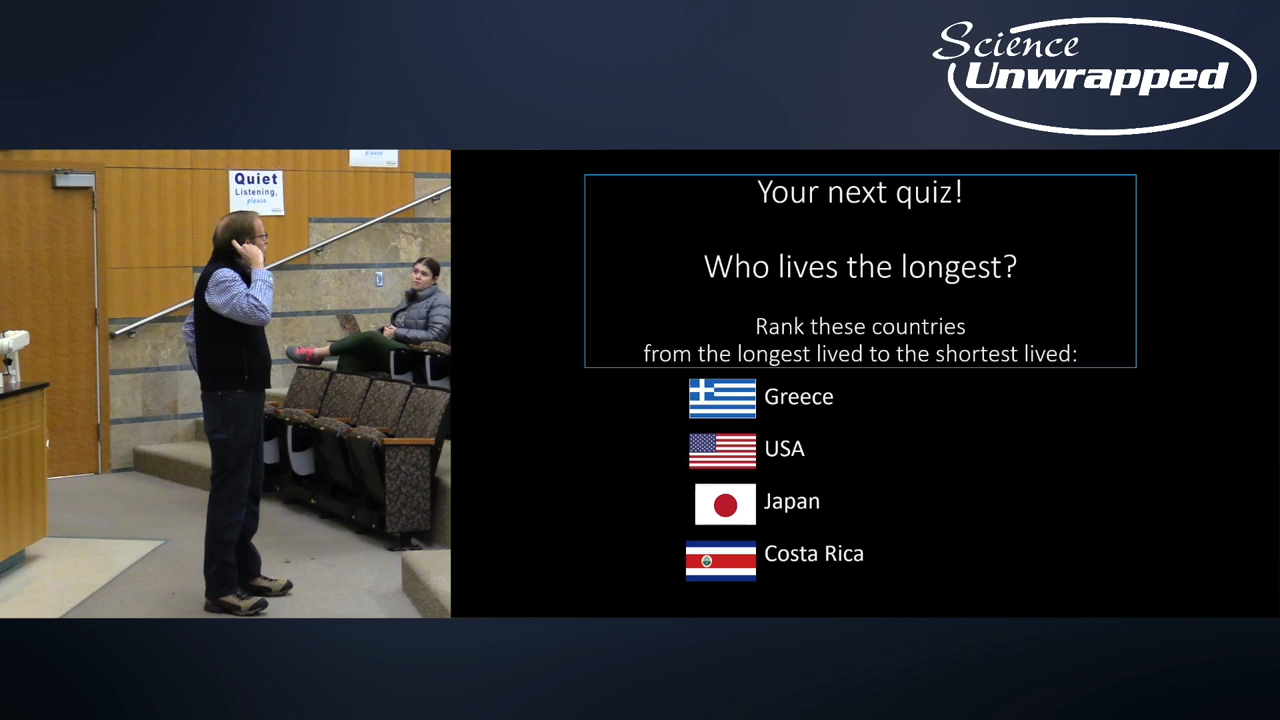 Science
Unwrapped
please
Quiet
Listening,
please
Your next quiz!
Who lives the longest?
Rank these countries
from the longest lived to the shortest lived:
Greece
USA
Japan
Costa Rica